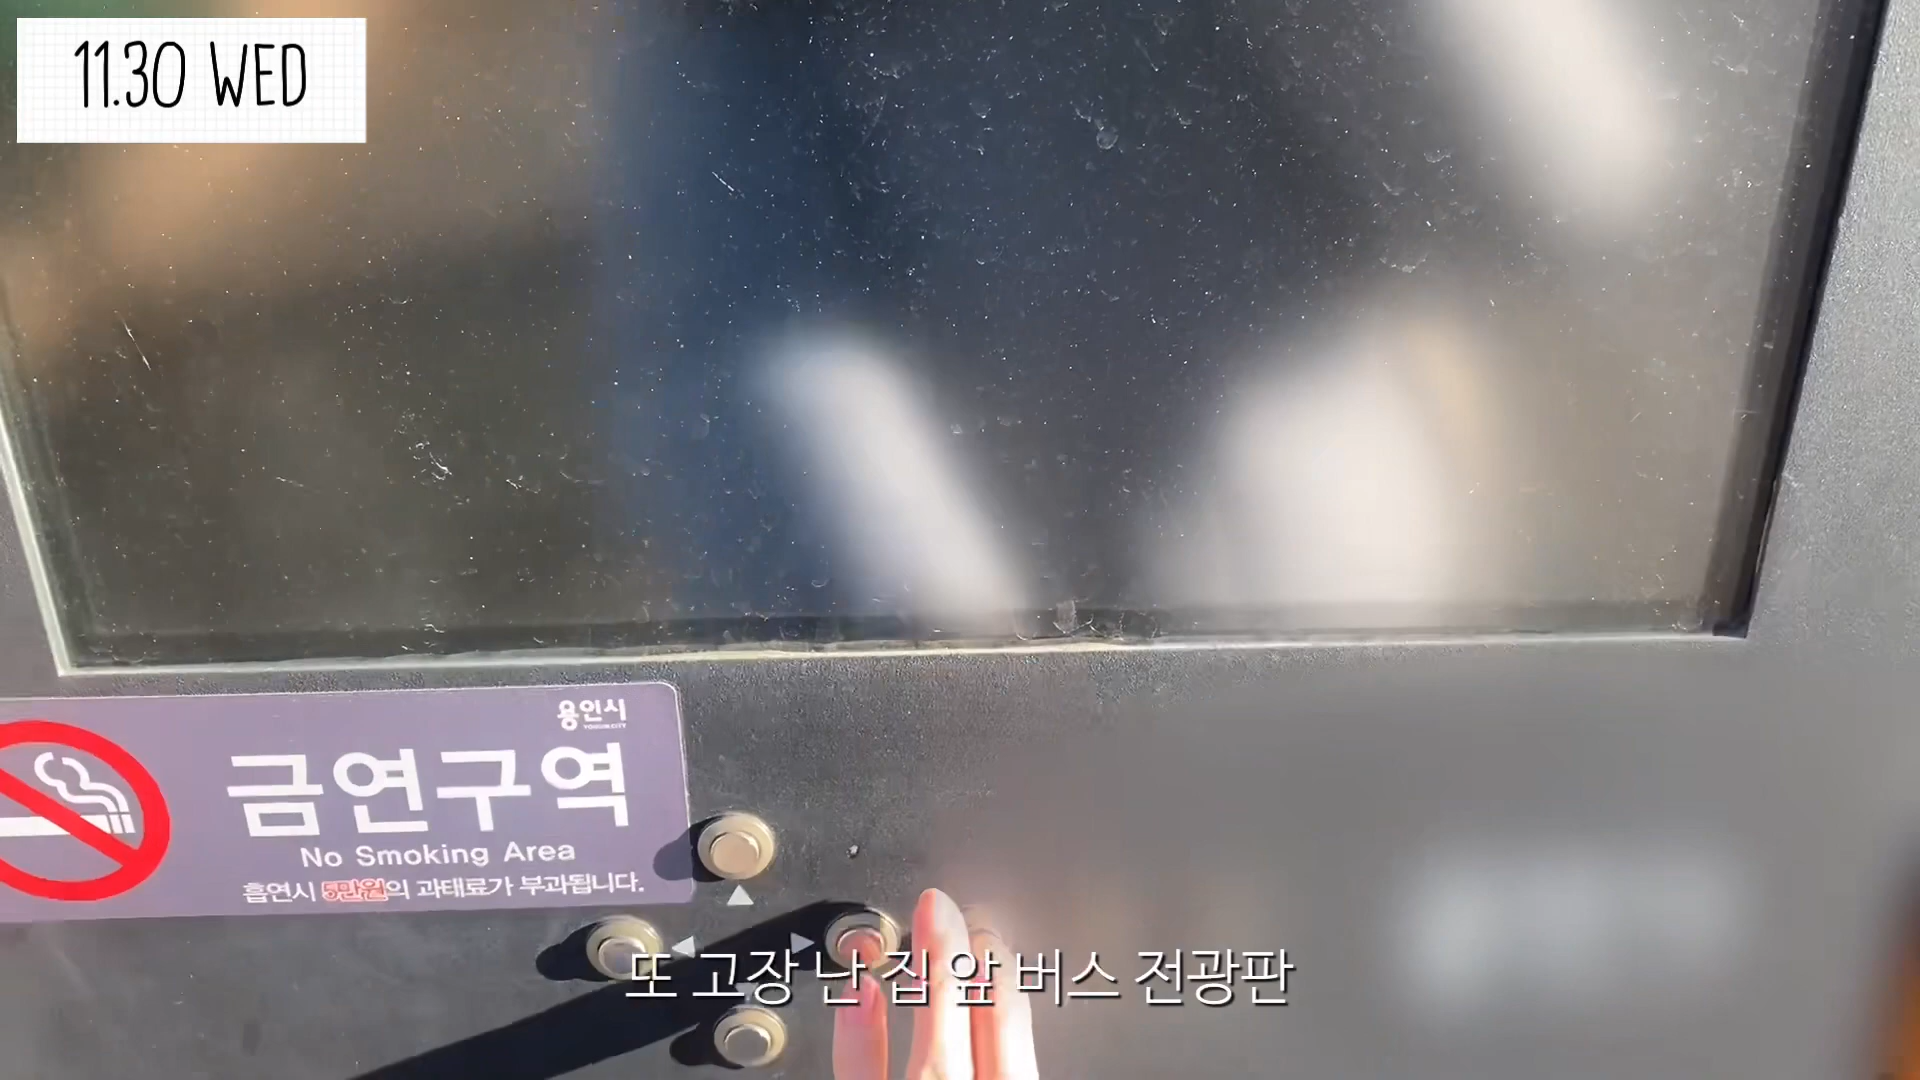 11.30 WED
용인시
금연구역
No Smoking Area
흡연시 5만원의 과태료가 부과됩니다.
또 고장 난 집 앞 버스 전광판